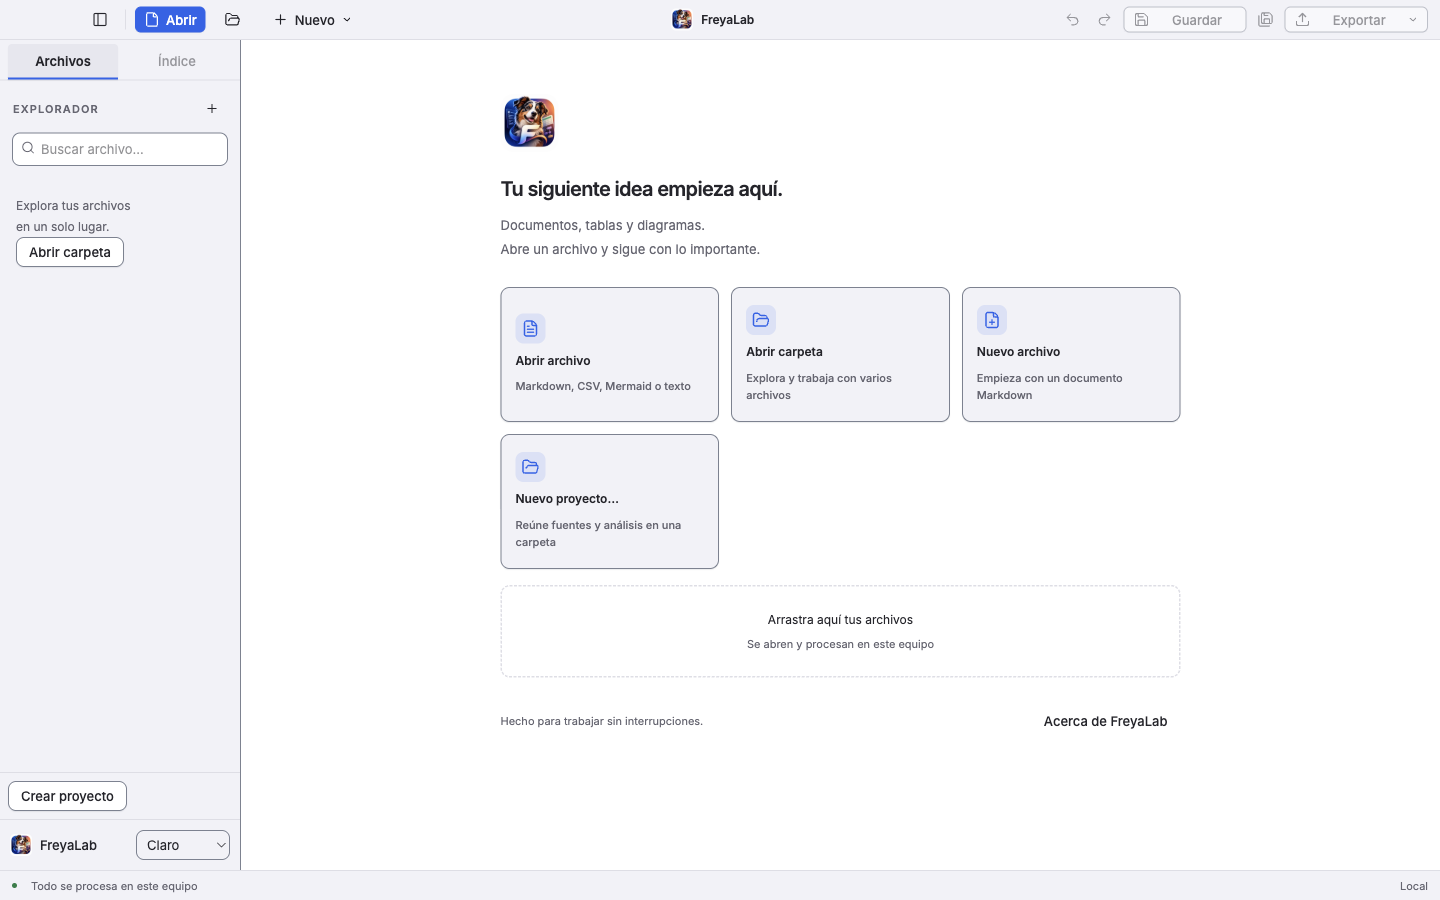 Abrir
Nuevo
FreyaLab
Guardar
Exportar
Archivos
Índice
EXPLORADOR
Buscar archivo...
Explora tus archivos
en un solo lugar.
Abrir carpeta
Tu siguiente idea empieza aquí.
Documentos, tablas y diagramas.
Abre un archivo y sigue con lo importante.
Abrir archivo
Markdown, CSV, Mermaid o texto
Abrir carpeta
Explora y trabaja con varios
archivos
Nuevo archivo
Empieza con un documento
Markdown
Nuevo proyecto...
Reúne fuentes y análisis en una
carpeta
Arrastra aquí tus archivos
Se abren y procesan en este equipo
Hecho para trabajar sin interrupciones.
Acerca de FreyaLab
Crear proyecto
FreyaLab
Claro
Todo se procesa en este equipo
Local